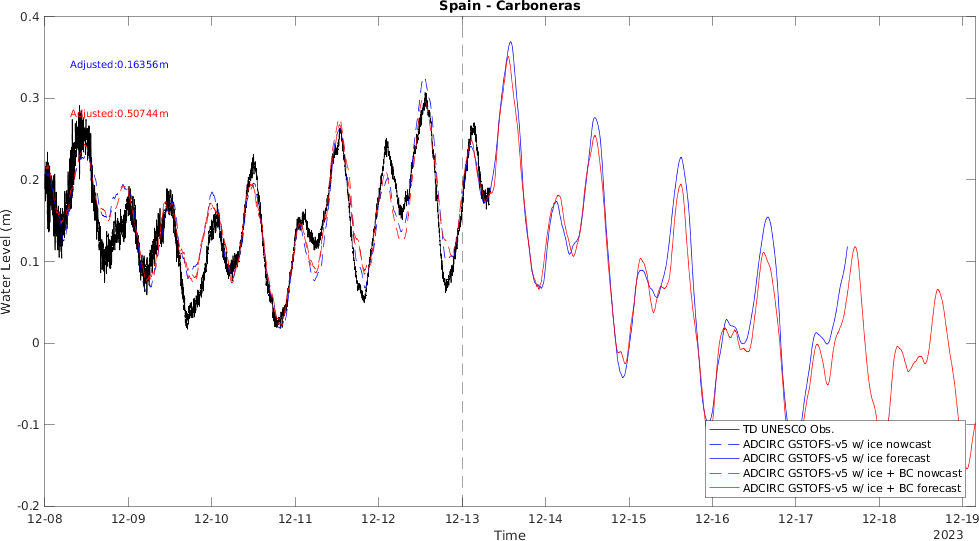 Spain - Carboneras
0.4
0.3
0.2
0.1
0
-0.1
-0.2
Water Level (m)
Adjusted:0.16356m
Adjusted:0.50744m
TD UNESCO Obs.
ADCIRC GSTOFS-v5 w/ ice nowcast
ADCIRC GSTOFS-v5 w/ ice forecast
ADCIRC GSTOFS-v5 w/ ice + BC nowcast
ADCIRC GSTOFS-v5 w/ ice + BC forecast
12-08 12-09 12-10 12-11 12-12 12-13 12-14 12-15 12-16 12-17 12-18 12-19
Time
2023